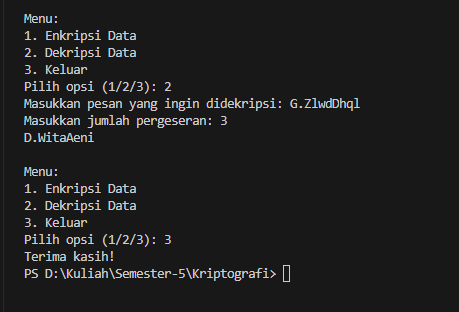 Menu:
1. Enkripsi Data
2. Dekripsi Data
3. Keluar
Pilih opsi (1/2/3): 2
Masukkan pesan yang ingin didekripsi: G.ZlwdDhql
Masukkan jumlah pergeseran: 3
D.WitaAeni
Menu:
1. Enkripsi Data
2. Dekripsi Data
3. Keluar
Pilih opsi (1/2/3): 3
Terima kasih!
PS D:\Kuliah\Semester-5\Kriptografi>